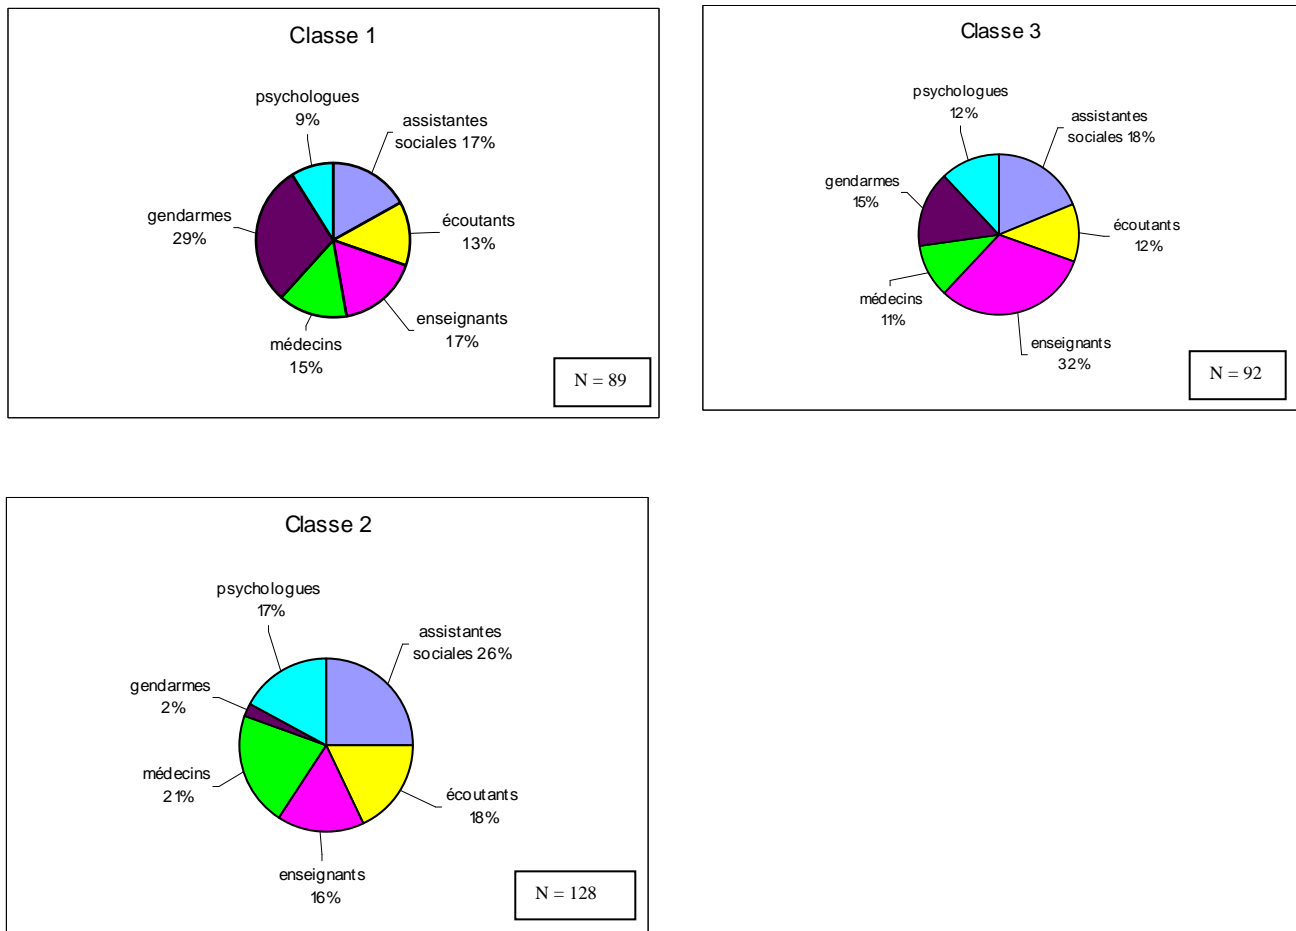 Classe 1
psychologues
9%
assistantes
sociales 17%
gendarmes
29%
écoutants
13%
enseignants
17%
médecins
15%
N = 89
Classe 3
psychologues
12%
assistantes
sociales 18%
gendarmes
15%
écoutants
12%
médecins
11%
enseignants
32%
N = 92
Classe 2
psychologues
17%
assistantes
sociales 26%
gendarmes
2%
médecins
21%
écoutants
18%
enseignants
16%
N = 128